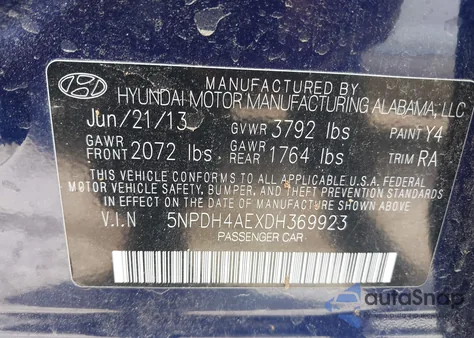 MANUFACTURED BY
HYUNDAI MOTOR MANUFACTURING ALABAMA, LLC
Jun/21/13 GVWR 3792 lbs PAINT Y4
GAWR FRONT 2072 lbs GAWR REAR 1764 lbs TRIM RA
THIS VEHICLE CONFORMS TO ALL APPLICABLE U.S.A FEDERAL
MOTOR VEHICLE SAFETY, BUMPER, AND THEFT PREVENTION STANDARDS
IN EFFECT ON THE DATE OF MANUFACTURE SHOWN ABOVE.
V.I.N 5NPDH4AEXDH369923
PASSENGER CAR
autoSnap